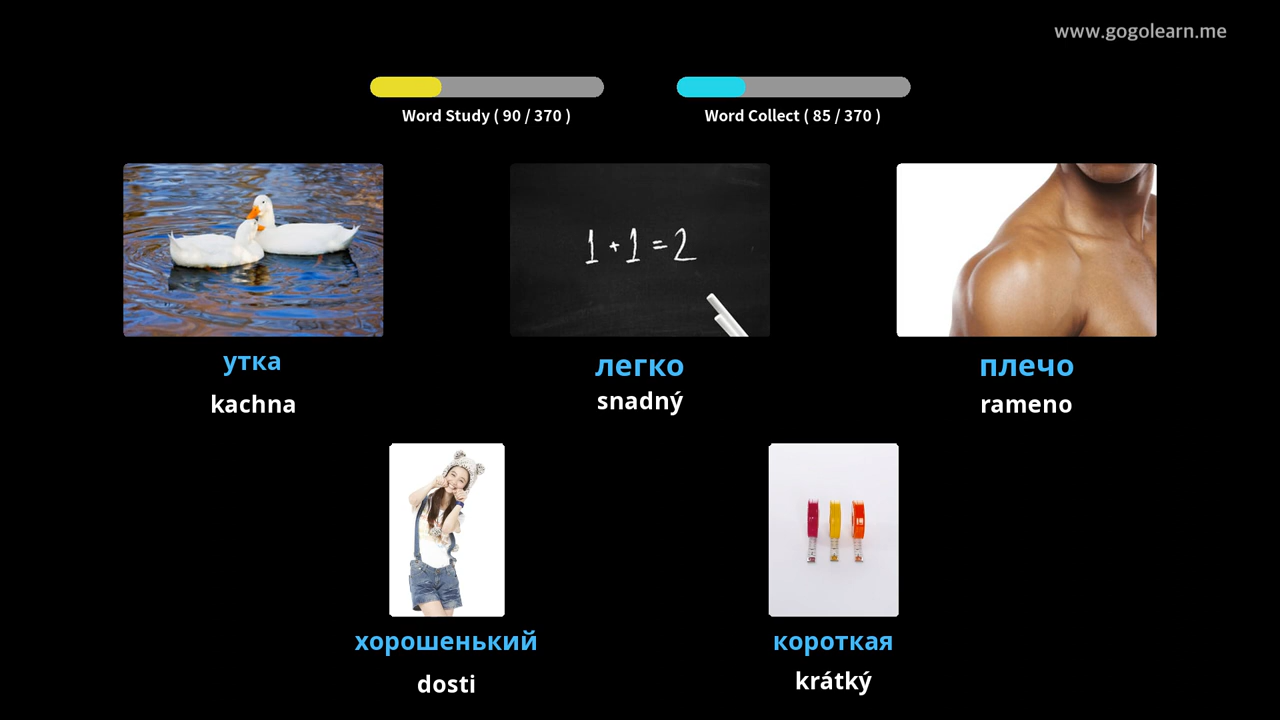 www.gogolearn.me
Word Study ( 90 / 370 )
Word Collect ( 85 / 370 )
1+1=2
утка
легко
плечо
kachna
snadný
rameno
хорошенький
короткая
dosti
krátký